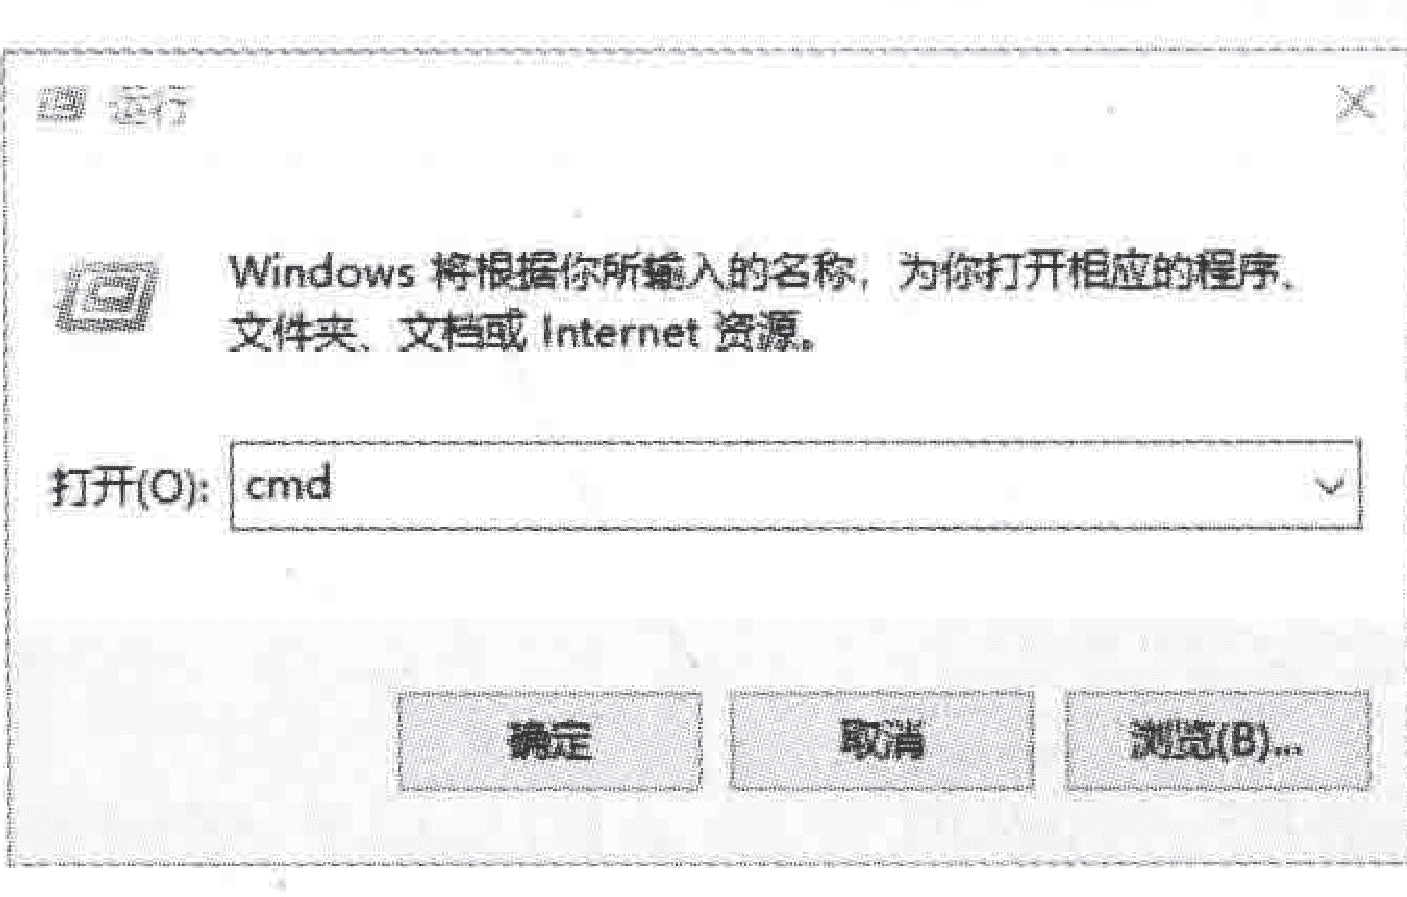 运行
Windows 将根据你所输入的名称，为你打开相应的程序、
文件夹、文档或 Internet 资源。
打开(O):
cmd
确定
取消
浏览(B)...